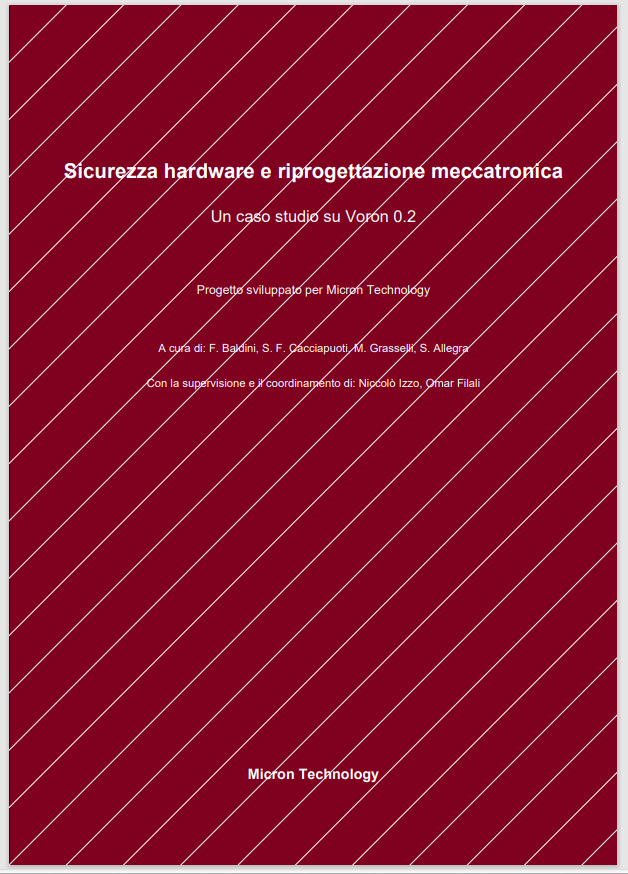 Sicurezza hardware e riprogettazione meccatronica
Un caso studio su Voron 0.2
Progetto sviluppato per Micron Technology
A cura di: F. Baldini, S. F. Cacciapuoti, M. Grasselli, S. Allegra
Con la supervisione e il coordinamento di: Niccolò Izzo, Omar Filali
Micron Technology